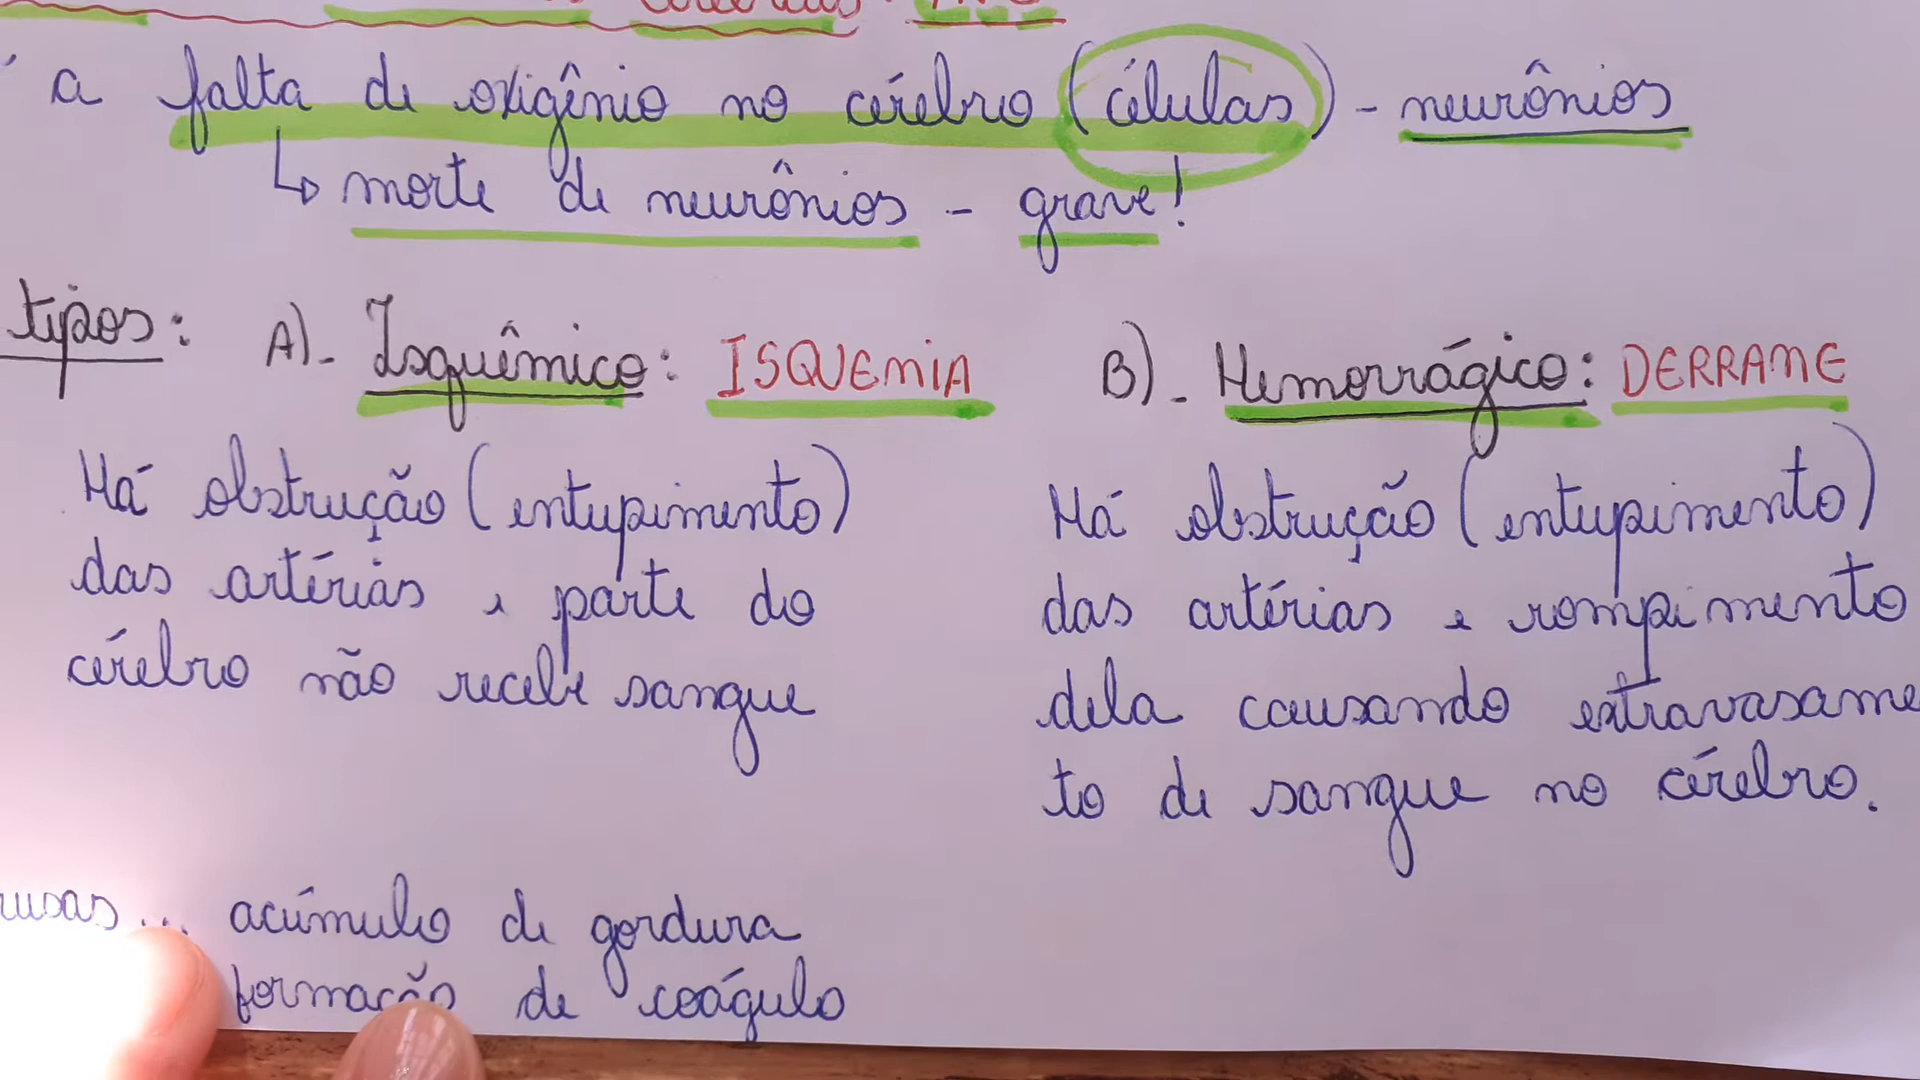 a falta de oxigênio no cérebro (células) - neurônios
↳ morte de neurônios - grave!
tipos: A)- Isquêmico: ISQUEMIA
Há obstrução (entupimento)
das artérias e parte do
cérebro não recebe sangue
B)- Hemorrágico: DERRAME
Há obstrução (entupimento)
das artérias e rompimento
dela causando extravasame
to de sangue no cérebro.
acúmulo de gordura
formação de coágulo